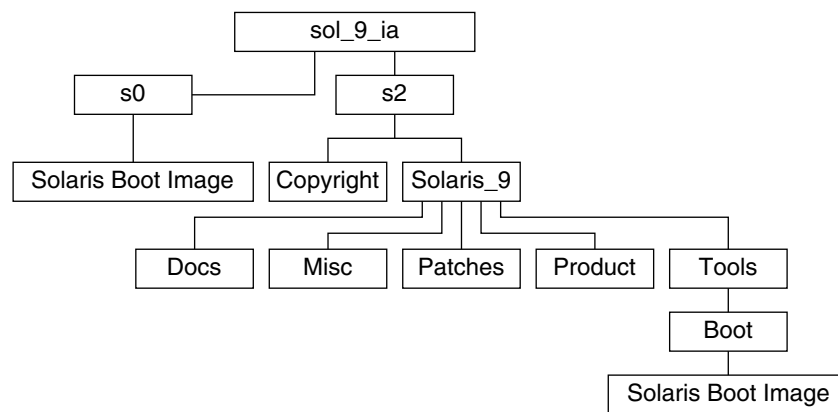 sol_9_ia
s0
s2
Solaris Boot Image
Copyright
Solaris_9
Docs
Misc
Patches
Product
Tools
Boot
Solaris Boot Image